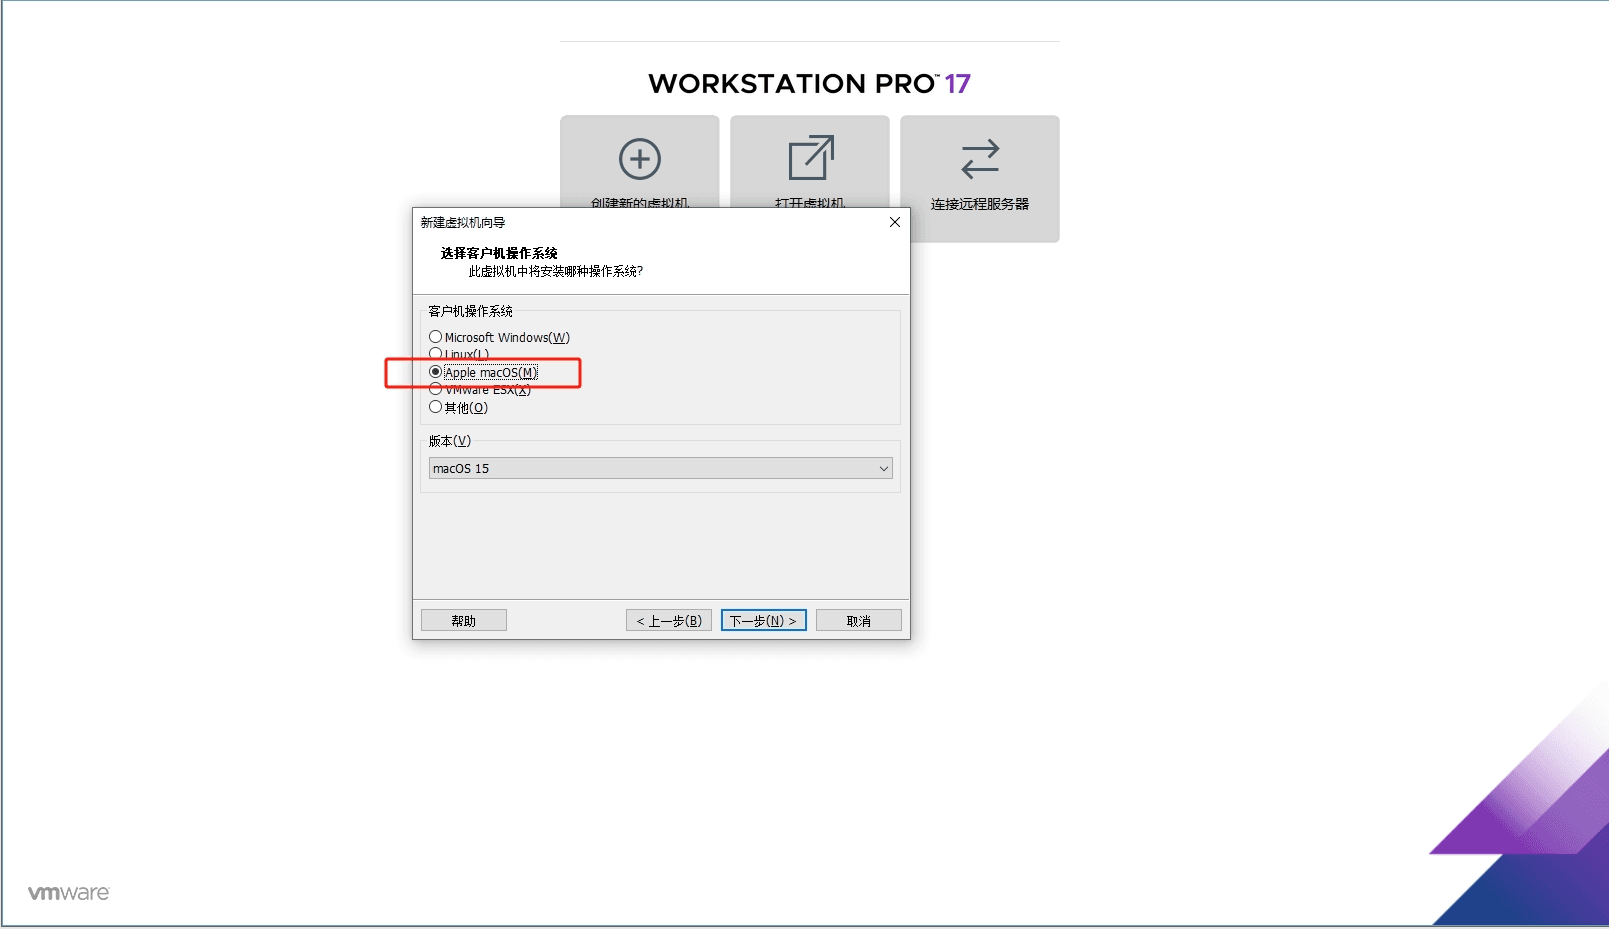 WORKSTATION PRO™ 17
创建新的虚拟机
打开虚拟机
连接远程服务器
新建虚拟机向导
选择客户机操作系统
此虚拟机中将安装哪种操作系统?
客户机操作系统
Microsoft Windows(W)
Linux(L)
Apple macOS(M)
VMware ESX(X)
其他(O)
版本(V)
macOS 15
帮助
< 上一步(B)
下一步(N) >
取消
vmware